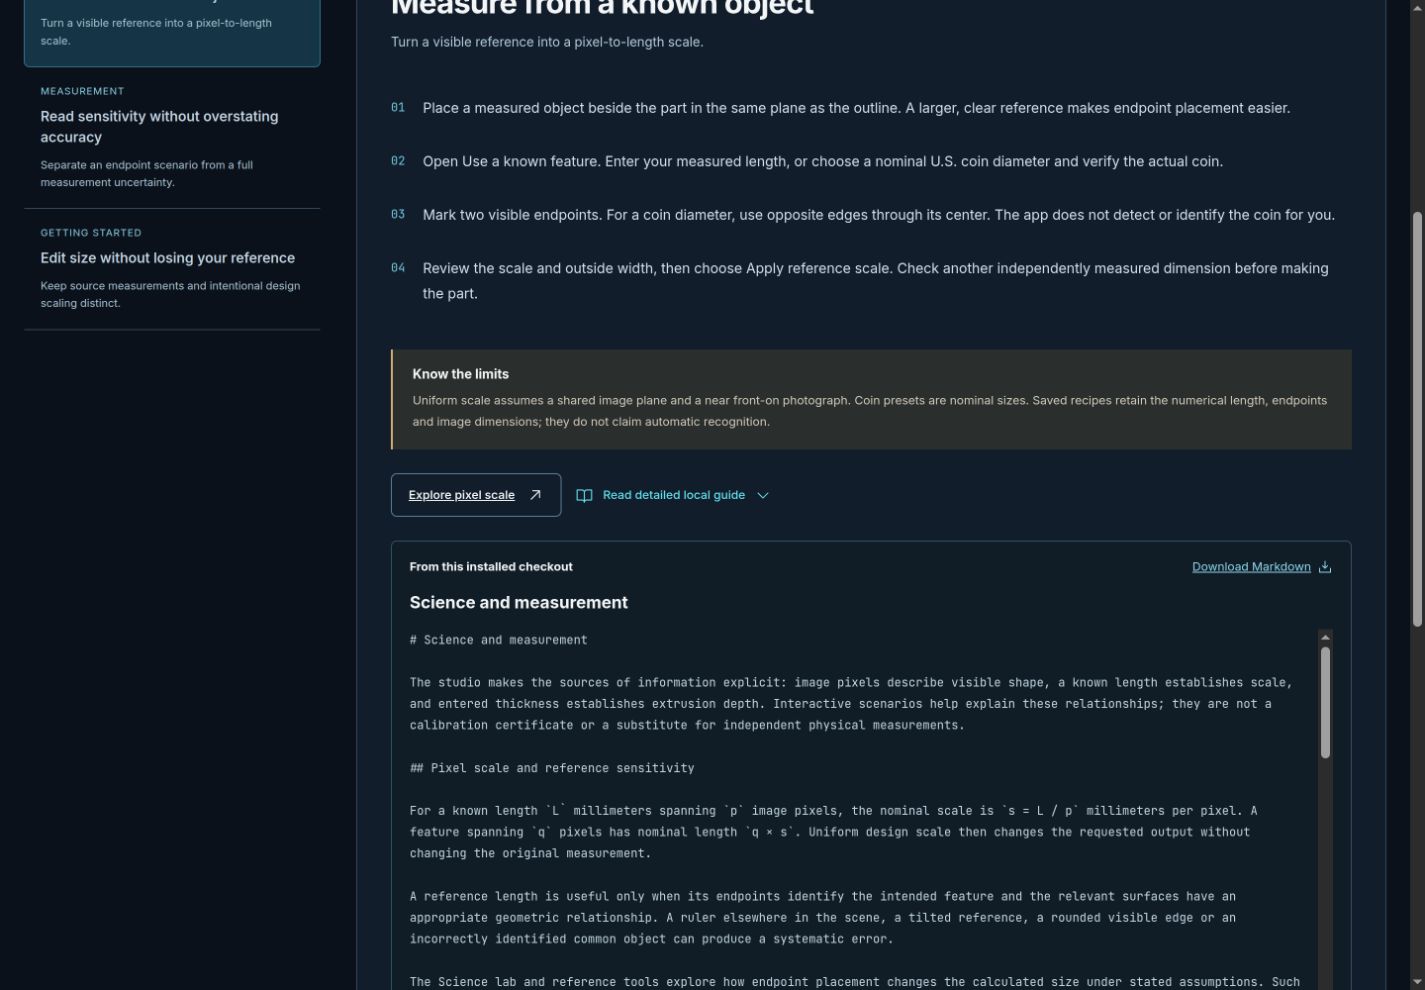 Turn a visible reference into a pixel-to-length
scale.
MEASUREMENT
Read sensitivity without overstating
accuracy
Separate an endpoint scenario from a full
measurement uncertainty.
GETTING STARTED
Edit size without losing your reference
Keep source measurements and intentional design
scaling distinct.
Measure from a known object
Turn a visible reference into a pixel-to-length scale.
01 Place a measured object beside the part in the same plane as the outline. A larger, clear reference makes endpoint placement easier.
02 Open Use a known feature. Enter your measured length, or choose a nominal U.S. coin diameter and verify the actual coin.
03 Mark two visible endpoints. For a coin diameter, use opposite edges through its center. The app does not detect or identify the coin for you.
04 Review the scale and outside width, then choose Apply reference scale. Check another independently measured dimension before making
the part.
Know the limits
Uniform scale assumes a shared image plane and a near front-on photograph. Coin presets are nominal sizes. Saved recipes retain the numerical length, endpoints
and image dimensions; they do not claim automatic recognition.
Explore pixel scale
Read detailed local guide
From this installed checkout
Download Markdown
Science and measurement
# Science and measurement
The studio makes the sources of information explicit: image pixels describe visible shape, a known length establishes scale,
and entered thickness establishes extrusion depth. Interactive scenarios help explain these relationships; they are not a
calibration certificate or a substitute for independent physical measurements.
## Pixel scale and reference sensitivity
For a known length `L` millimeters spanning `p` image pixels, the nominal scale is `s = L / p` millimeters per pixel. A
feature spanning `q` pixels has nominal length `q × s`. Uniform design scale then changes the requested output without
changing the original measurement.
A reference length is useful only when its endpoints identify the intended feature and the relevant surfaces have an
appropriate geometric relationship. A ruler elsewhere in the scene, a tilted reference, a rounded visible edge or an
incorrectly identified common object can produce a systematic error.
The Science lab and reference tools explore how endpoint placement changes the calculated size under stated assumptions. Such